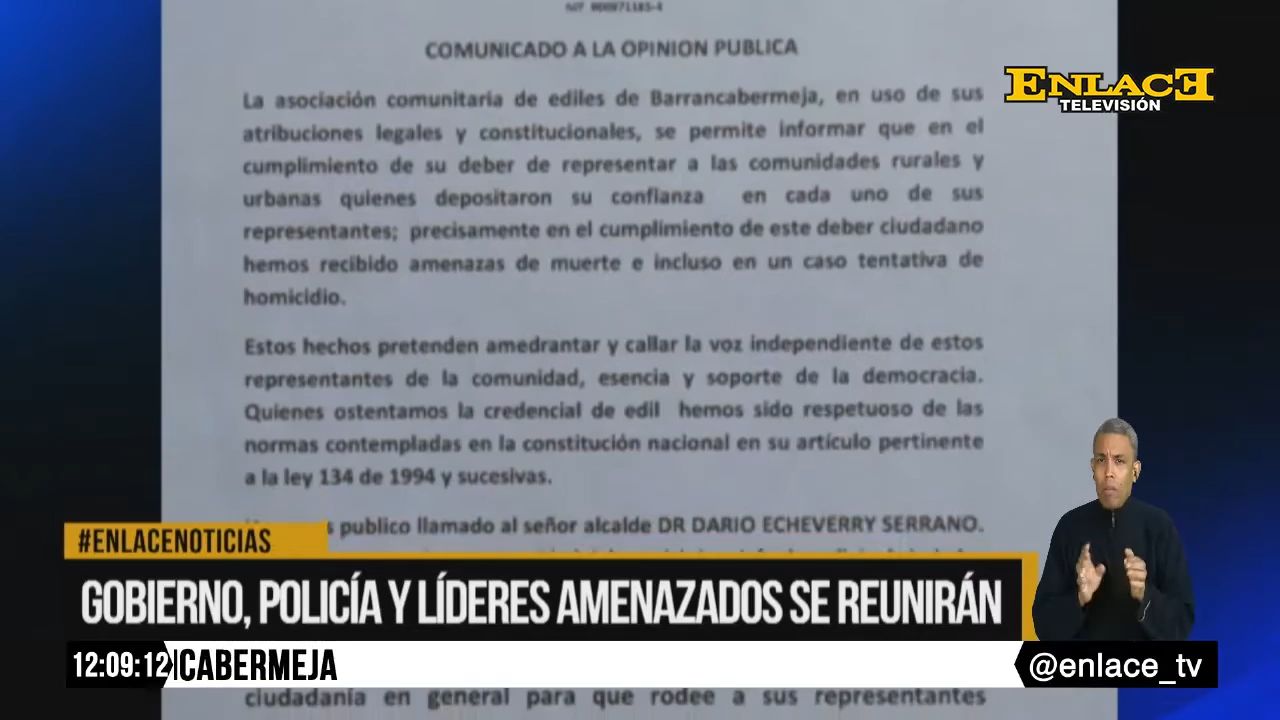 COMUNICADO A LA OPINION PUBLICA
ENLACE
TELEVISIÓN
La asociación comunitaria de ediles de Barrancabermeja, en uso de sus
atribuciones legales y constitucionales, se permite informar que en el
cumplimiento de su deber de representar a las comunidades rurales y
urbanas quienes depositaron su confianza en cada uno de sus
representantes; precisamente en el cumplimiento de este deber ciudadano
hemos recibido amenazas de muerte e incluso en un caso tentativa de
homicidio.
Estos hechos pretenden amedrantar y callar la voz independiente de estos
representantes de la comunidad, esencia y soporte de la democracia.
Quienes ostentamos la credencial de edil hemos sido respetuoso de las
normas contempladas en la constitución nacional en su artículo pertinente
a la ley 134 de 1994 y sucesivas.
publico llamado al señor alcalde DR DARIO ECHEVERRY SERRANO.
#ENLACENOTICIAS
GOBIERNO, POLICÍA Y LÍDERES AMENAZADOS SE REUNIRÁN
12:09:12 ICABERMEJA
@enlace_tv
ciudadanía en general para que rodee a sus representantes